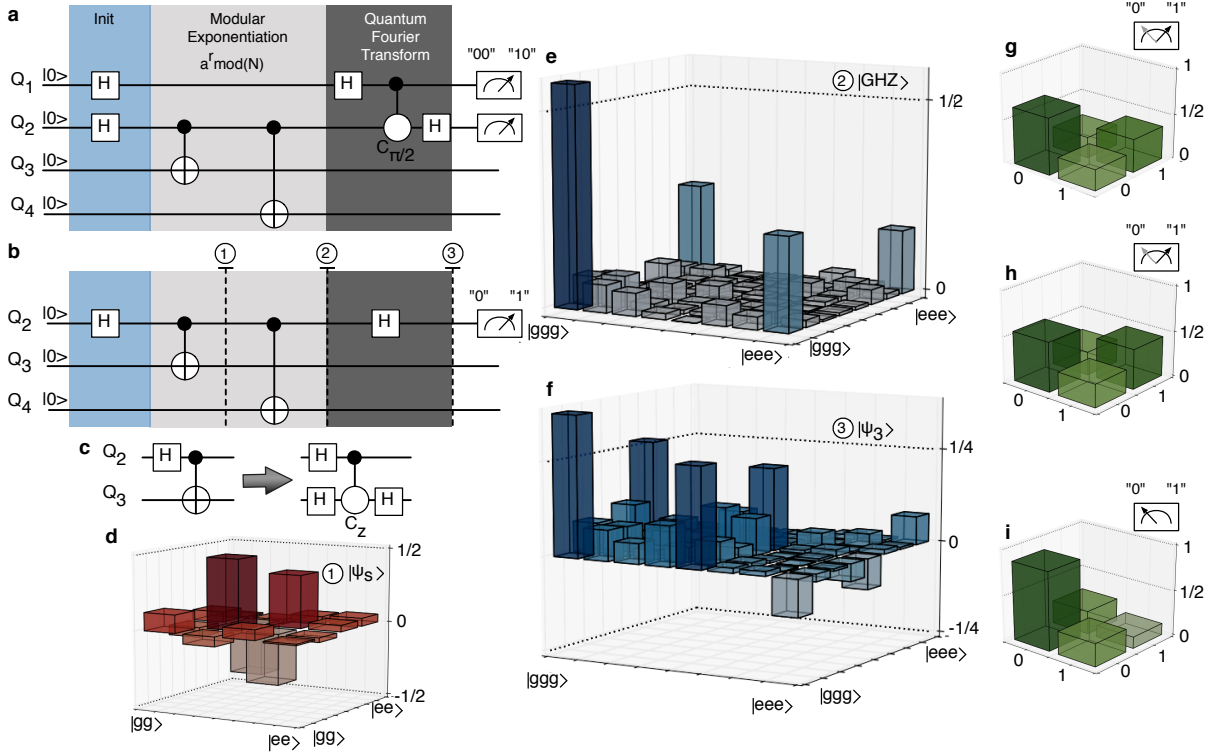 a
Init
Modular
Exponentiation
a^r mod(N)
Quantum
Fourier
Transform
"00" "10"
Q1 |0> H H
Q2 |0> H H
Cπ/2
Q3 |0>
Q4 |0>
b
1 2 3
"0" "1"
Q2 |0> H H
Q3 |0>
Q4 |0>
c
Q2 H H
Q3 H H
Cz
d
1 |ψs>
1/2
0
-1/2
|gg> |ee>
|ee> |gg>
e
2 |GHZ>
1/2
0
|ggg> |eee>
|eee> |ggg>
f
3 |ψ3>
1/4
0
-1/4
|ggg> |eee>
|eee> |ggg>
g
"0" "1"
1
1/2
0
0 1
1 0
h
"0" "1"
1
1/2
0
0 1
1 0
i
"0" "1"
1
1/2
0
0 1
1 0